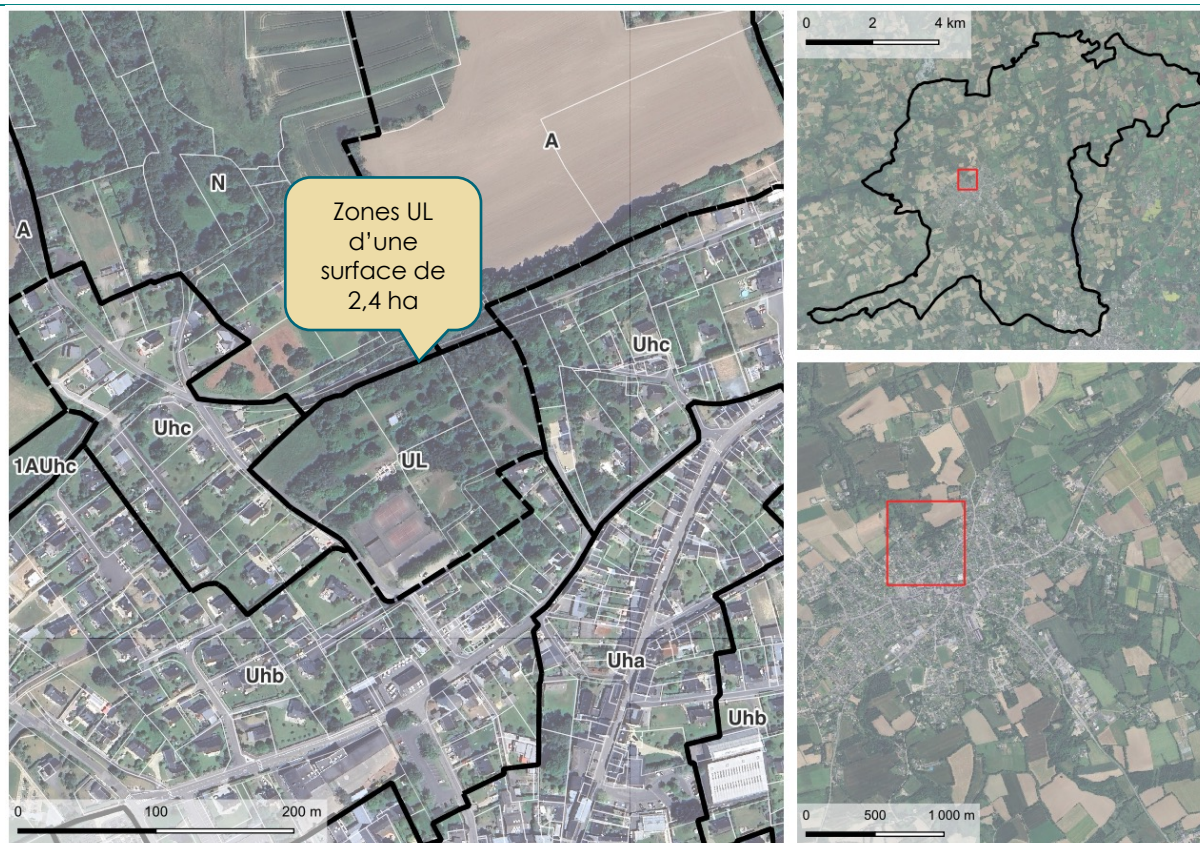 A
N
A
Zones UL
d’une
surface de
2,4 ha
Uhc
Uhc
1AUhc
UL
Uhb
Uha
Uhb
0 100 200 m
0 2 4 km
0 500 1 000 m